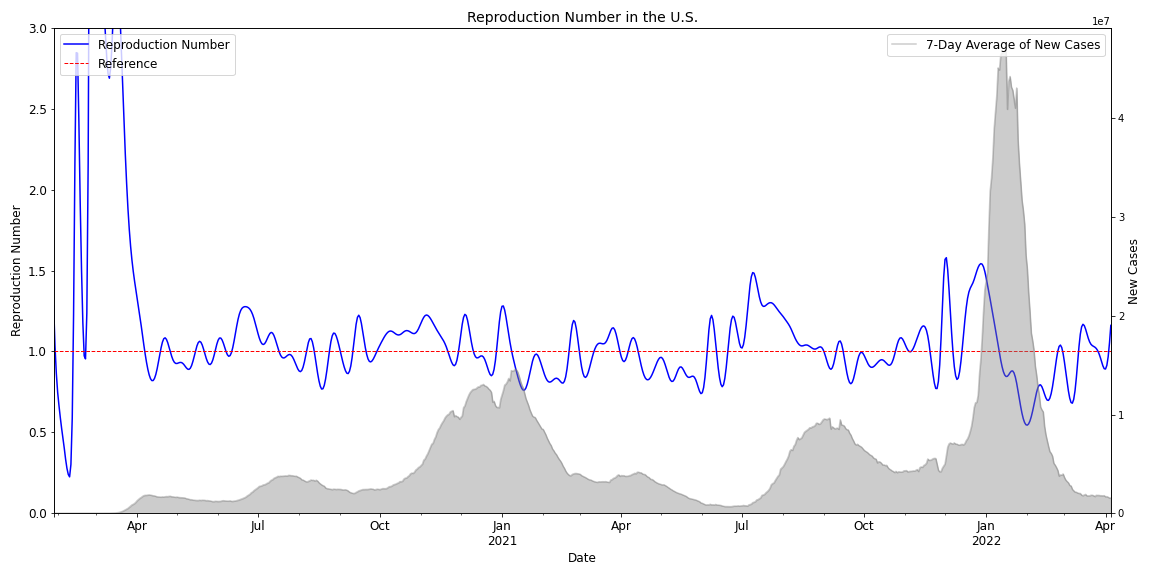 Reproduction Number in the U.S.
1e7
Reproduction Number
Reference
7-Day Average of New Cases
3.0
2.5
2.0
1.5
1.0
0.5
0.0
Reproduction Number
4
3
2
1
0
New Cases
Apr Jul Oct Jan Apr Jul Oct Jan Apr
2021 2022
Date